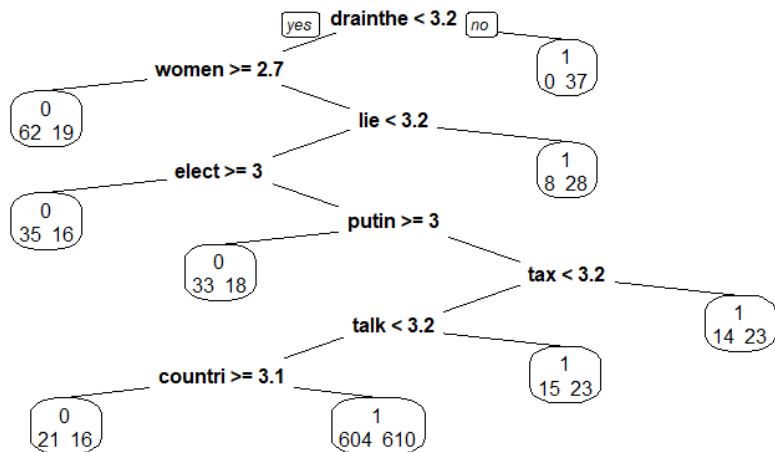 yes drainthe < 3.2 no
women >= 2.7
1
0 37
0
62 19
lie < 3.2
1
8 28
elect >= 3
0
35 16
putin >= 3
0
33 18
tax < 3.2
1
14 23
talk < 3.2
1
15 23
countri >= 3.1
0
21 16
1
604 610